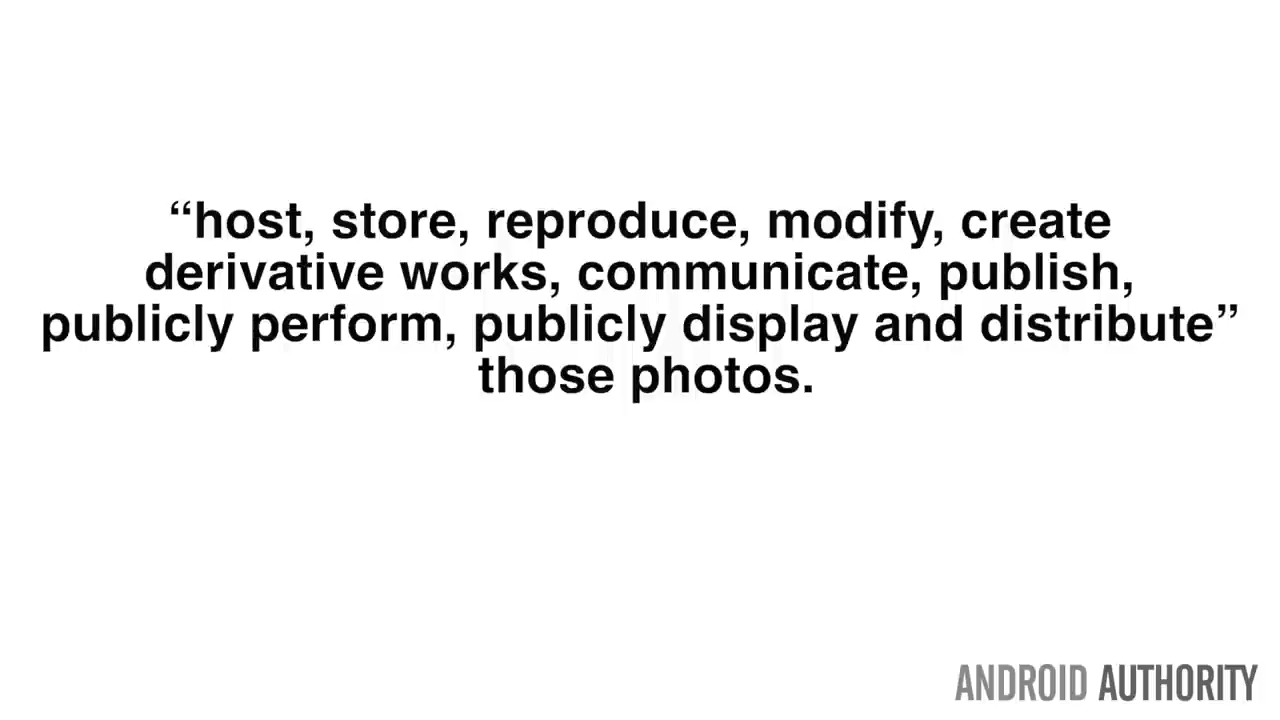 “host, store, reproduce, modify, create
derivative works, communicate, publish,
publicly perform, publicly display and distribute”
those photos.
ANDROID AUTHORITY